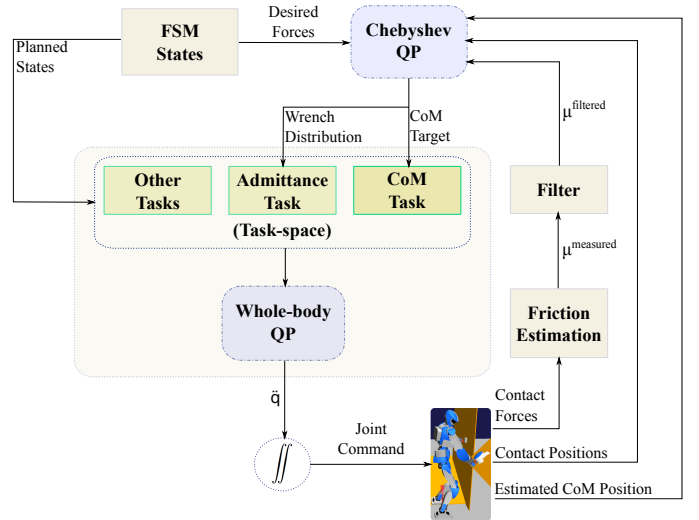 Planned
States
FSM
States
Desired
Forces
Chebyshev
QP
Wrench
Distribution
CoM
Target
μfiltered
Other
Tasks
Admittance
Task
CoM
Task
(Task-space)
Filter
μmeasured
Whole-body
QP
Friction
Estimation
q̈
∬
Joint
Command
Contact
Forces
Contact Positions
Estimated CoM Position